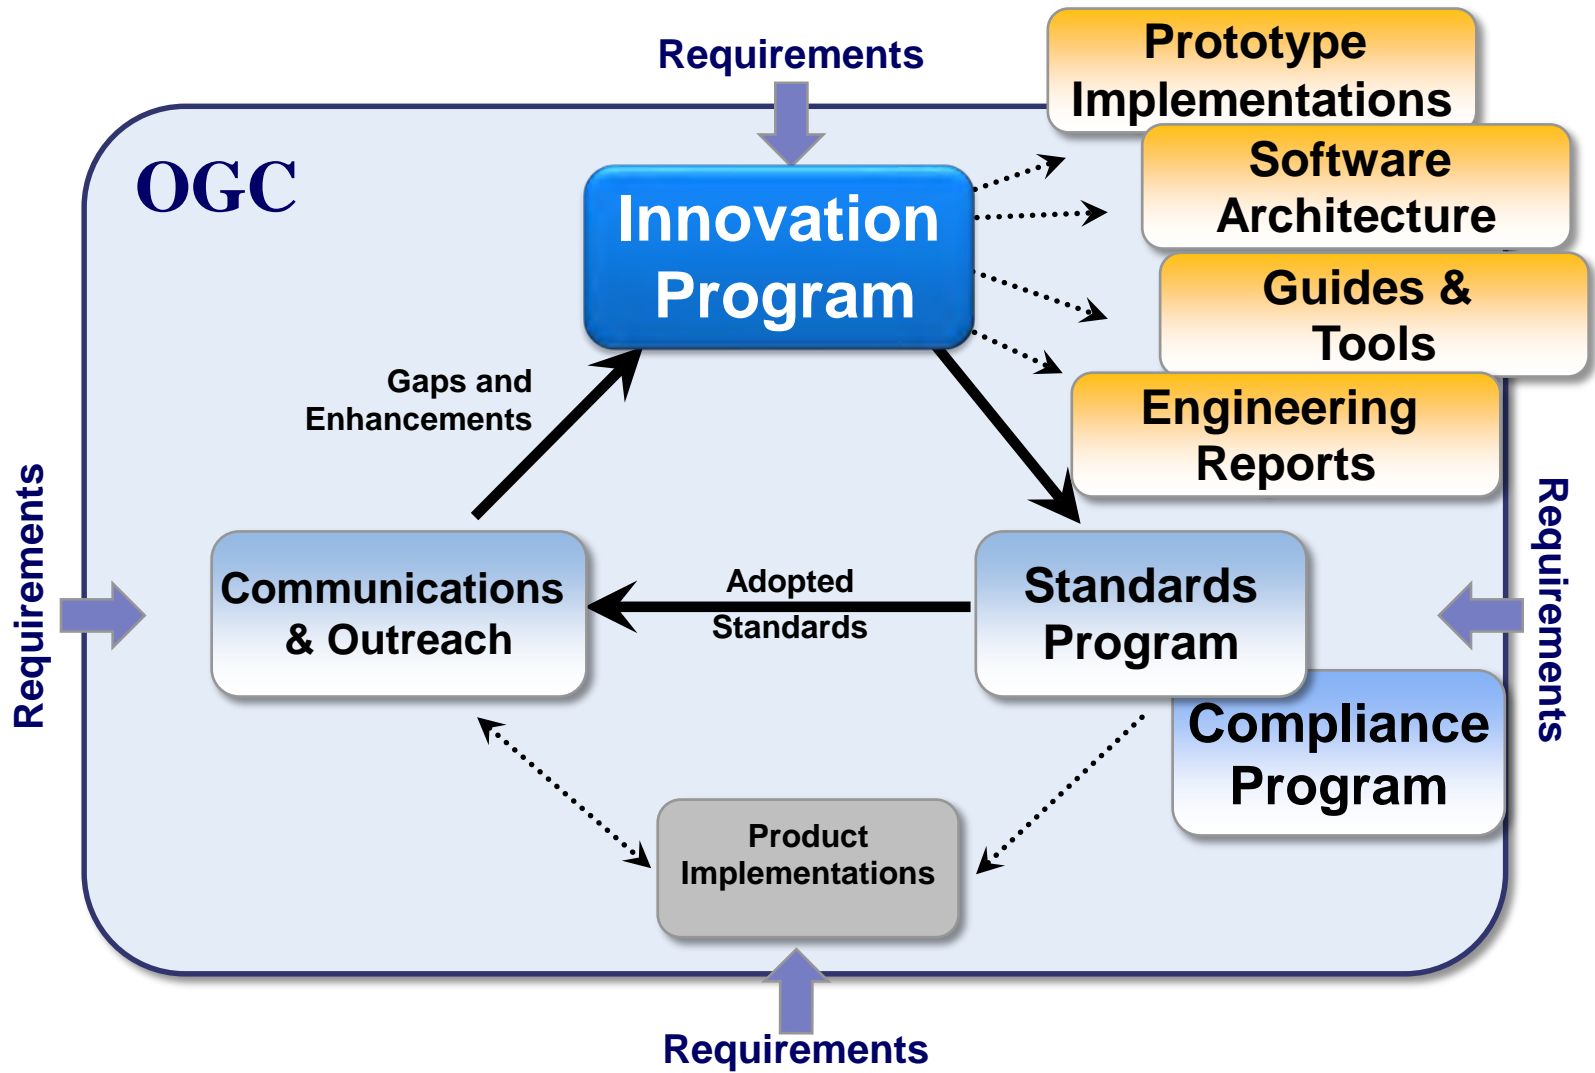 Requirements
Prototype
Implementations
Software
Architecture
Guides &
Tools
Engineering
Reports
OGC
Innovation
Program
Gaps and
Enhancements
Requirements
Requirements
Communications
& Outreach
Adopted
Standards
Standards
Program
Compliance
Program
Product
Implementations
Requirements